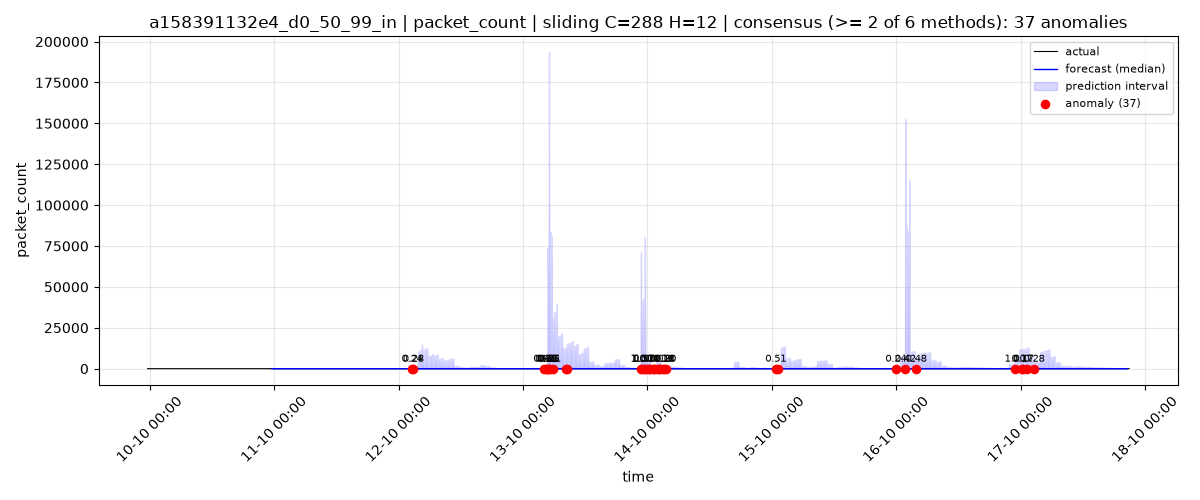 a158391132e4_d0_50_99_in | packet_count | sliding C=288 H=12 | consensus (>= 2 of 6 methods): 37 anomalies
200000
175000
150000
125000
100000
75000
50000
25000
0
packet_count
actual
forecast (median)
prediction interval
anomaly (37)
0.51
10-10 00:00
11-10 00:00
12-10 00:00
13-10 00:00
14-10 00:00
15-10 00:00
16-10 00:00
17-10 00:00
18-10 00:00
time